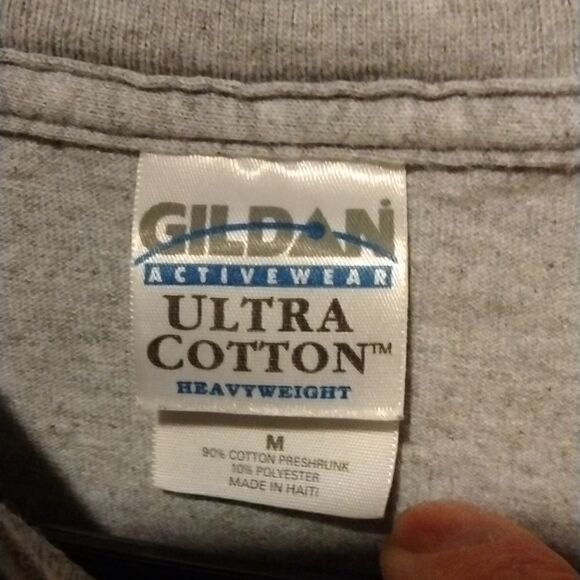 GILDAN
ACTIVEWEAR
ULTRA
COTTON™
HEAVYWEIGHT
M
90% COTTON PRESHRUNK
10% POLYESTER
MADE IN HAITI